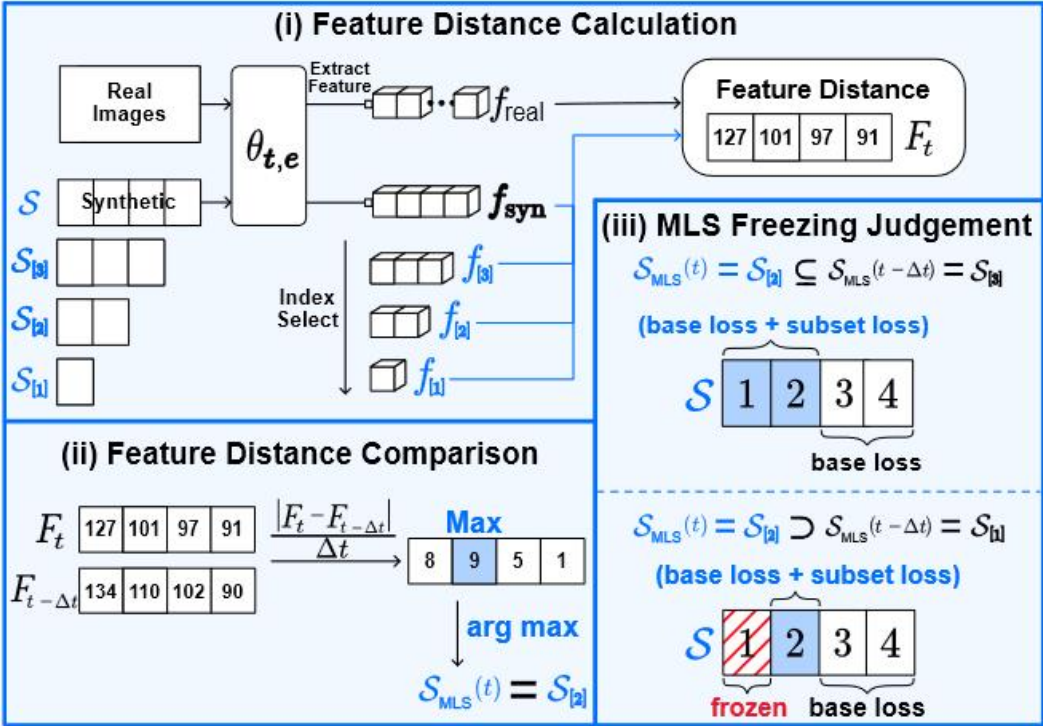 (i) Feature Distance Calculation
Real
Images
θt,e
Extract
Feature
freal
Feature Distance
127 101 97 91 Ft
S Synthetic
fsyn
S[3]
S[2]
S[1]
Index
Select
f[3]
f[2]
f[1]
(ii) Feature Distance Comparison
Ft 127 101 97 91
Ft−Δt 134 110 102 90
|Ft−Ft−Δt|
Δt
Max
8 9 5 1
arg max
SMLS(t) = S[2]
(iii) MLS Freezing Judgement
SMLS(t) = S[2] ⊆ SMLS(t−Δt) = S[3]
(base loss + subset loss)
S 1 2 3 4
base loss
SMLS(t) = S[2] ⊃ SMLS(t−Δt) = S[1]
(base loss + subset loss)
S 1 2 3 4
frozen base loss